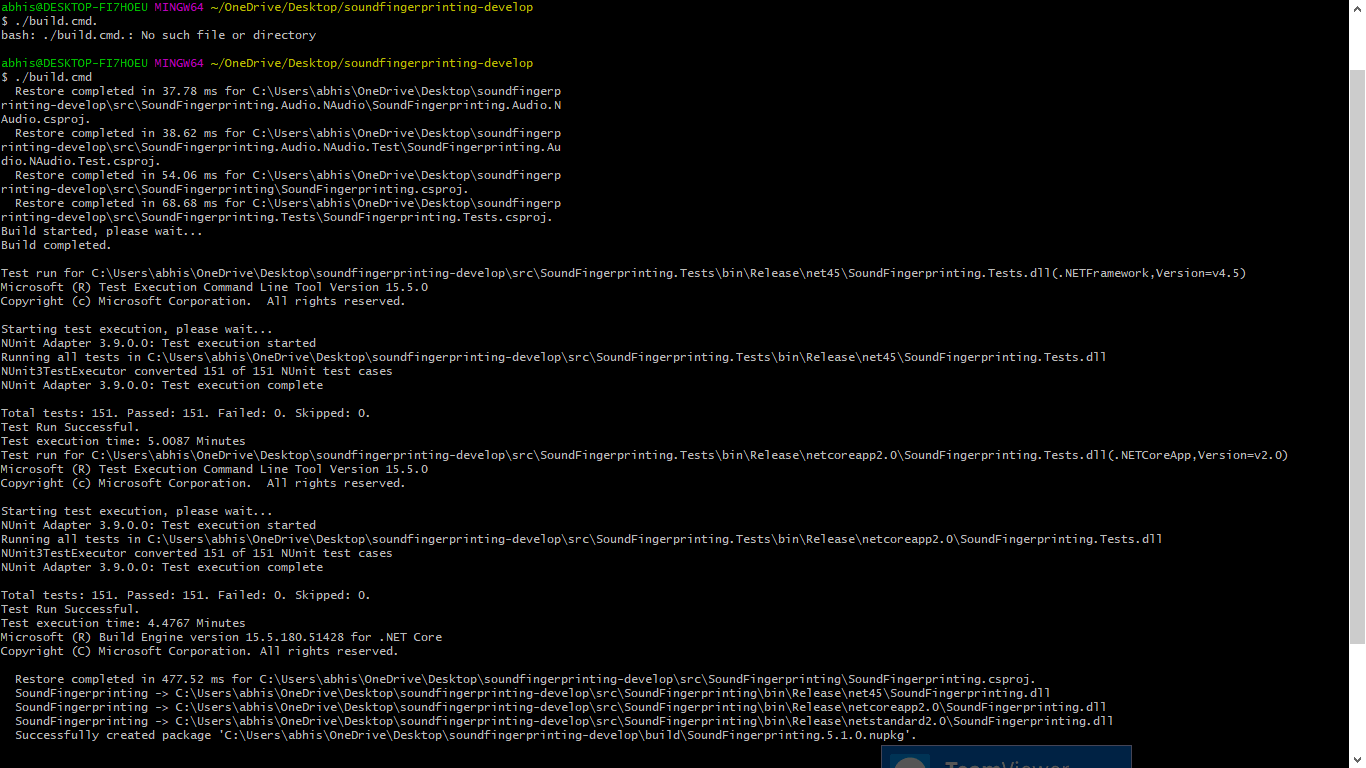 abhis@DESKTOP-FI7HOEU MINGW64 ~/OneDrive/Desktop/soundfingerprinting-develop
$ ./build.cmd.
bash: ./build.cmd.: No such file or directory
abhis@DESKTOP-FI7HOEU MINGW64 ~/OneDrive/Desktop/soundfingerprinting-develop
$ ./build.cmd
  Restore completed in 37.78 ms for C:\Users\abhis\OneDrive\Desktop\soundfingerp
rinting-develop\src\SoundFingerprinting.Audio.NAudio\SoundFingerprinting.Audio.N
Audio.csproj.
  Restore completed in 38.62 ms for C:\Users\abhis\OneDrive\Desktop\soundfingerp
rinting-develop\src\SoundFingerprinting.Audio.NAudio.Test\SoundFingerprinting.Au
dio.NAudio.Test.csproj.
  Restore completed in 54.06 ms for C:\Users\abhis\OneDrive\Desktop\soundfingerp
rinting-develop\src\SoundFingerprinting\SoundFingerprinting.csproj.
  Restore completed in 68.68 ms for C:\Users\abhis\OneDrive\Desktop\soundfingerp
rinting-develop\src\SoundFingerprinting.Tests\SoundFingerprinting.Tests.csproj.
Build started, please wait...
Build completed.
Test run for C:\Users\abhis\OneDrive\Desktop\soundfingerprinting-develop\src\SoundFingerprinting.Tests\bin\Release\net45\SoundFingerprinting.Tests.dll(.NETFramework,Version=v4.5)
Microsoft (R) Test Execution Command Line Tool Version 15.5.0
Copyright (c) Microsoft Corporation.  All rights reserved.
Starting test execution, please wait...
NUnit Adapter 3.9.0.0: Test execution started
Running all tests in C:\Users\abhis\OneDrive\Desktop\soundfingerprinting-develop\src\SoundFingerprinting.Tests\bin\Release\net45\SoundFingerprinting.Tests.dll
NUnit3TestExecutor converted 151 of 151 NUnit test cases
NUnit Adapter 3.9.0.0: Test execution complete
Total tests: 151. Passed: 151. Failed: 0. Skipped: 0.
Test Run Successful.
Test execution time: 5.0087 Minutes
Test run for C:\Users\abhis\OneDrive\Desktop\soundfingerprinting-develop\src\SoundFingerprinting.Tests\bin\Release\netcoreapp2.0\SoundFingerprinting.Tests.dll(.NETCoreApp,Version=v2.0)
Microsoft (R) Test Execution Command Line Tool Version 15.5.0
Copyright (c) Microsoft Corporation.  All rights reserved.
Starting test execution, please wait...
NUnit Adapter 3.9.0.0: Test execution started
Running all tests in C:\Users\abhis\OneDrive\Desktop\soundfingerprinting-develop\src\SoundFingerprinting.Tests\bin\Release\netcoreapp2.0\SoundFingerprinting.Tests.dll
NUnit3TestExecutor converted 151 of 151 NUnit test cases
NUnit Adapter 3.9.0.0: Test execution complete
Total tests: 151. Passed: 151. Failed: 0. Skipped: 0.
Test Run Successful.
Test execution time: 4.4767 Minutes
Microsoft (R) Build Engine version 15.5.180.51428 for .NET Core
Copyright (C) Microsoft Corporation. All rights reserved.
  Restore completed in 477.52 ms for C:\Users\abhis\OneDrive\Desktop\soundfingerprinting-develop\src\SoundFingerprinting\SoundFingerprinting.csproj.
  SoundFingerprinting -> C:\Users\abhis\OneDrive\Desktop\soundfingerprinting-develop\src\SoundFingerprinting\bin\Release\net45\SoundFingerprinting.dll
  SoundFingerprinting -> C:\Users\abhis\OneDrive\Desktop\soundfingerprinting-develop\src\SoundFingerprinting\bin\Release\netcoreapp2.0\SoundFingerprinting.dll
  SoundFingerprinting -> C:\Users\abhis\OneDrive\Desktop\soundfingerprinting-develop\src\SoundFingerprinting\bin\Release\netstandard2.0\SoundFingerprinting.dll
  Successfully created package 'C:\Users\abhis\OneDrive\Desktop\soundfingerprinting-develop\build\SoundFingerprinting.5.1.0.nupkg'.
TeamViewer